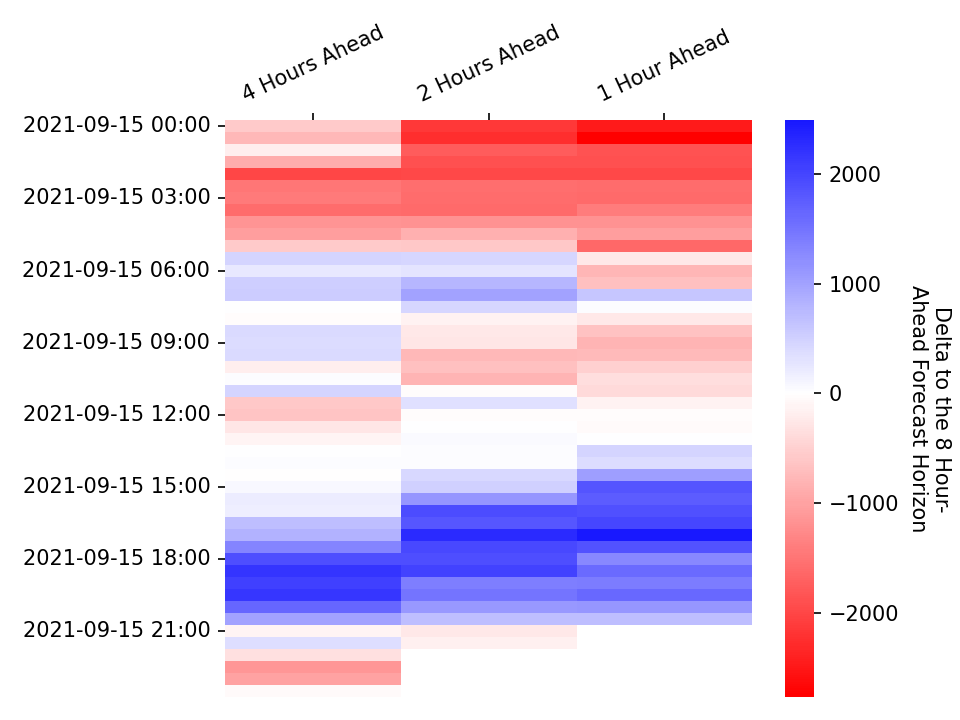 4 Hours Ahead
2 Hours Ahead
1 Hour Ahead
2021-09-15 00:00
2021-09-15 03:00
2021-09-15 06:00
2021-09-15 09:00
2021-09-15 12:00
2021-09-15 15:00
2021-09-15 18:00
2021-09-15 21:00
2000
1000
0
−1000
−2000
Delta to the 8 Hour-
Ahead Forecast Horizon